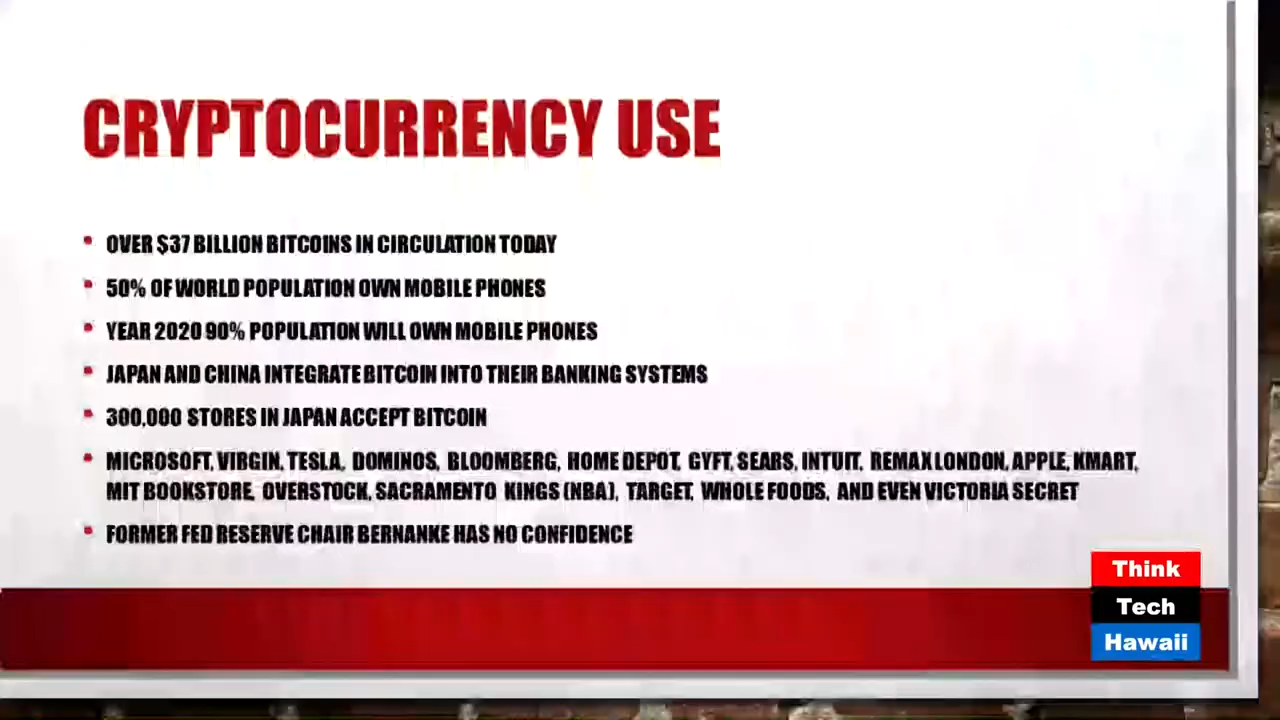 CRYPTOCURRENCY USE
• OVER $37 BILLION BITCOINS IN CIRCULATION TODAY
• 50% OF WORLD POPULATION OWN MOBILE PHONES
• YEAR 2020 90% POPULATION WILL OWN MOBILE PHONES
• JAPAN AND CHINA INTEGRATE BITCOIN INTO THEIR BANKING SYSTEMS
• 300,000 STORES IN JAPAN ACCEPT BITCOIN
• MICROSOFT, VIRGIN, TESLA, DOMINOS, BLOOMBERG, HOME DEPOT, GYFT, SEARS, INTUIT, REMAX LONDON, APPLE, KMART,
MIT BOOKSTORE, OVERSTOCK, SACRAMENTO KINGS (NBA), TARGET, WHOLE FOODS, AND EVEN VICTORIA SECRET
• FORMER FED RESERVE CHAIR BERNANKE HAS NO CONFIDENCE
Think
Tech
Hawaii